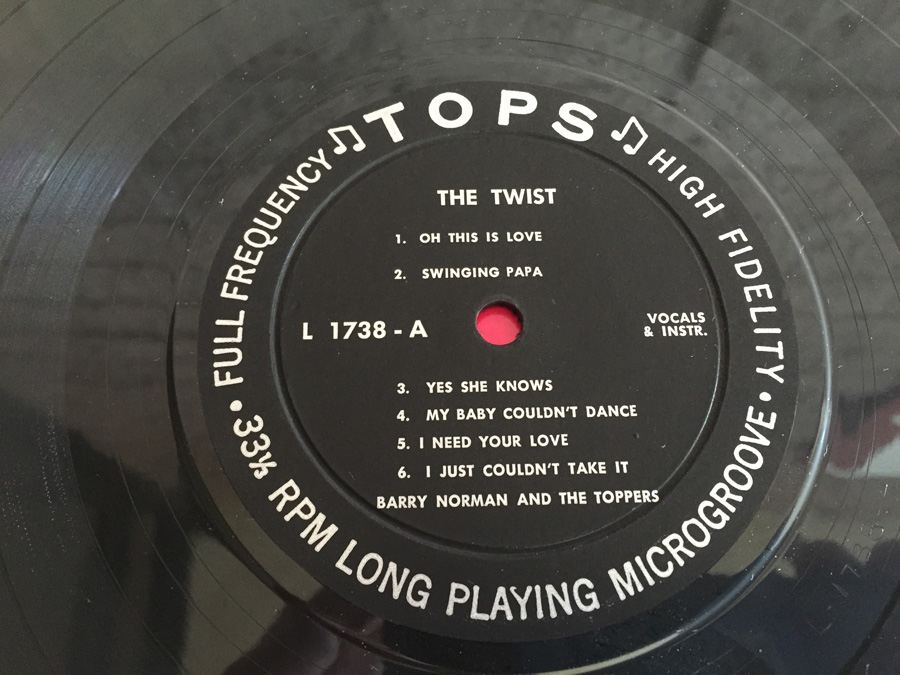 TOPS
FULL FREQUENCY
HIGH FIDELITY
THE TWIST
1. OH THIS IS LOVE
2. SWINGING PAPA
L 1738 - A
VOCALS
& INSTR.
3. YES SHE KNOWS
4. MY BABY COULDN'T DANCE
5. I NEED YOUR LOVE
6. I JUST COULDN'T TAKE IT
BARRY NORMAN AND THE TOPPERS
• 33⅓ RPM LONG PLAYING MICROGROOVE •